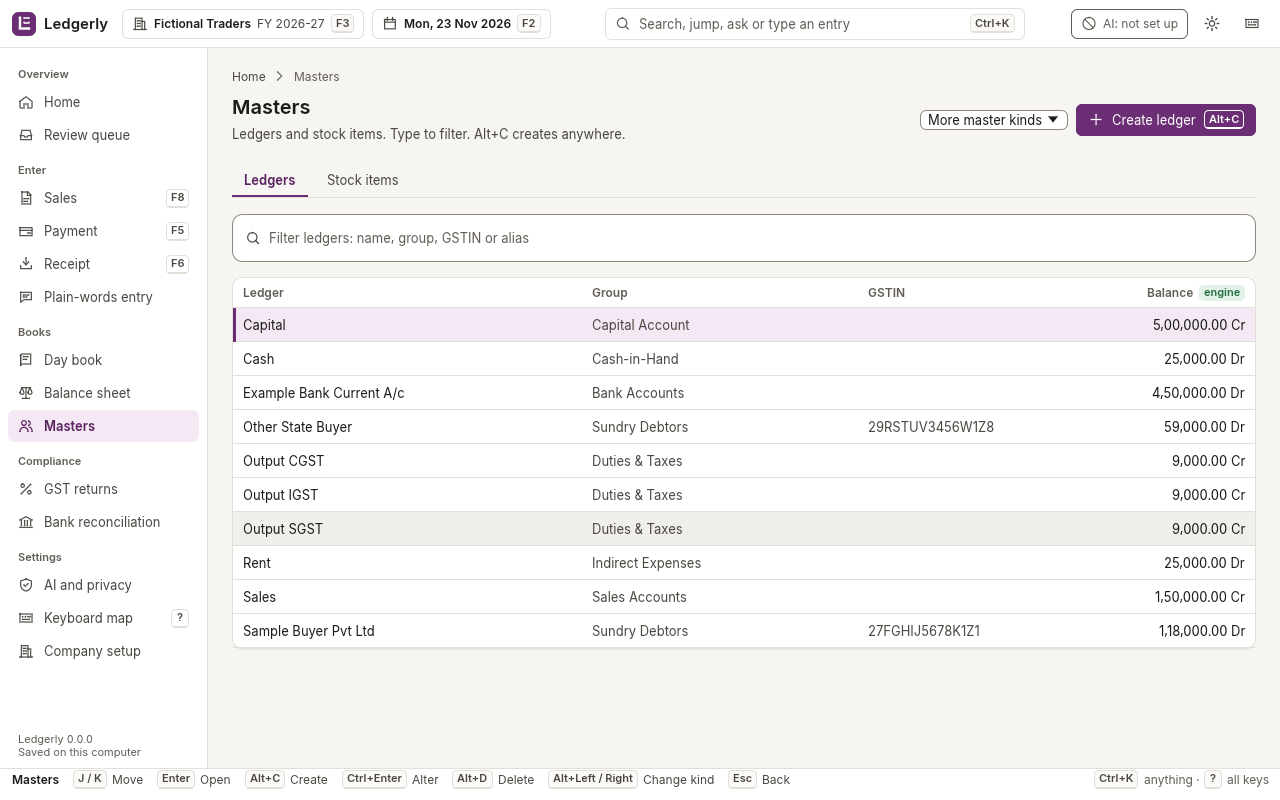 Ledgerly
Fictional Traders FY 2026-27 F3
Mon, 23 Nov 2026 F2
Search, jump, ask or type an entry Ctrl+K
AI: not set up
Overview
Home
Review queue
Enter
Sales F8
Payment F5
Receipt F6
Plain-words entry
Books
Day book
Balance sheet
Masters
Compliance
GST returns
Bank reconciliation
Settings
AI and privacy
Keyboard map ?
Company setup
Ledgerly 0.0.0
Saved on this computer
Home > Masters
Masters
Ledgers and stock items. Type to filter. Alt+C creates anywhere.
More master kinds
Create ledger Alt+C
Ledgers Stock items
Filter ledgers: name, group, GSTIN or alias
Ledger Group GSTIN Balance engine
Capital Capital Account 5,00,000.00 Cr
Cash Cash-in-Hand 25,000.00 Dr
Example Bank Current A/c Bank Accounts 4,50,000.00 Dr
Other State Buyer Sundry Debtors 29RSTUV3456W1Z8 59,000.00 Dr
Output CGST Duties & Taxes 9,000.00 Cr
Output IGST Duties & Taxes 9,000.00 Cr
Output SGST Duties & Taxes 9,000.00 Cr
Rent Indirect Expenses 25,000.00 Dr
Sales Sales Accounts 1,50,000.00 Cr
Sample Buyer Pvt Ltd Sundry Debtors 27FGHIJ5678K1Z1 1,18,000.00 Dr
Masters J / K Move Enter Open Alt+C Create Ctrl+Enter Alter Alt+D Delete Alt+Left / Right Change kind Esc Back Ctrl+K anything · ? all keys